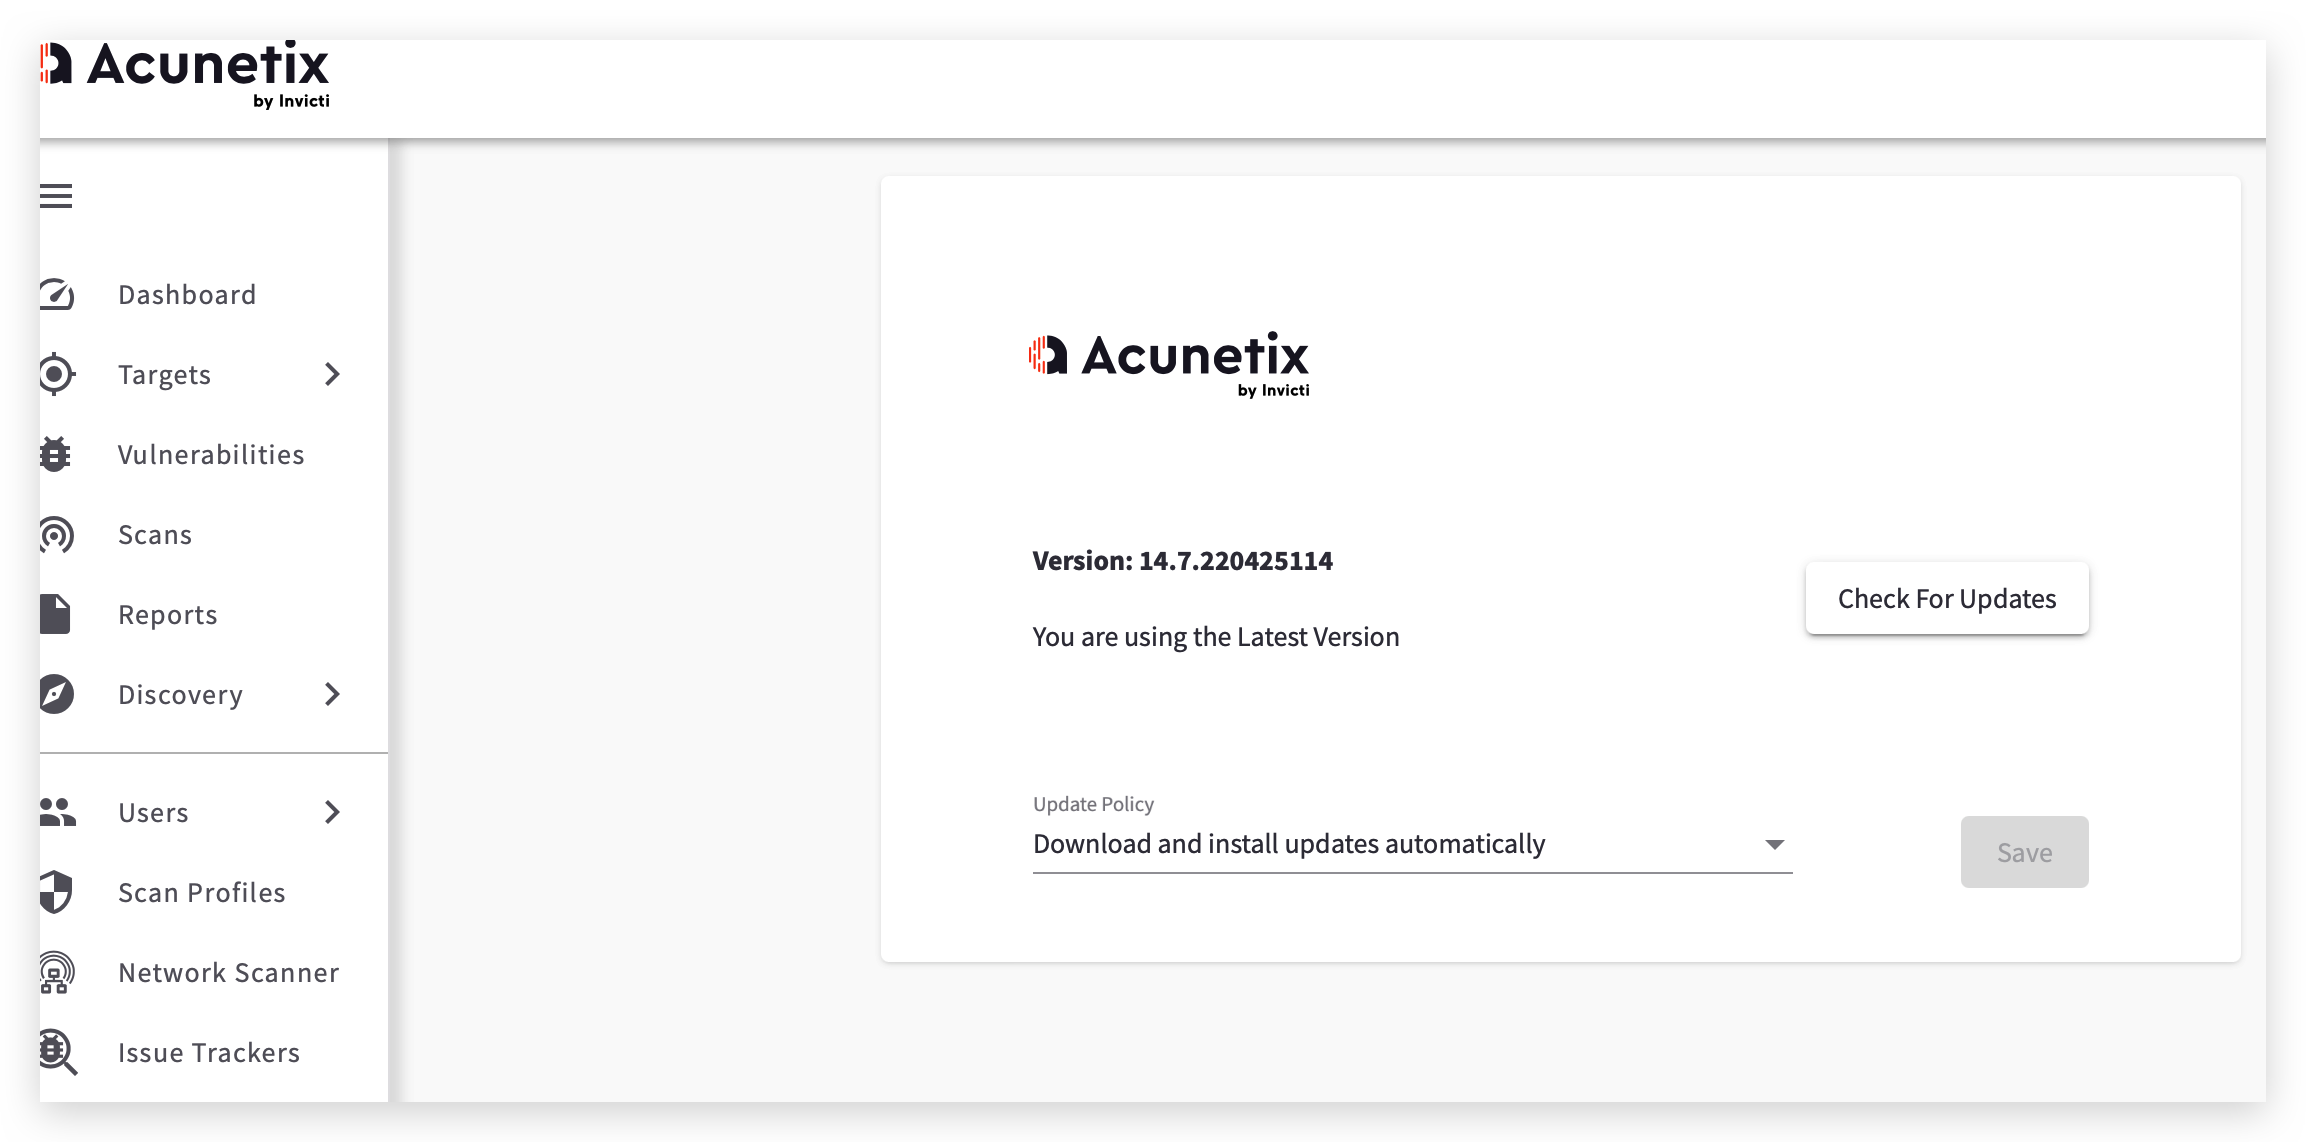 Acunetix
by Invicti
Dashboard
Targets
Vulnerabilities
Scans
Reports
Discovery
Users
Scan Profiles
Network Scanner
Issue Trackers
Acunetix
by Invicti
Version: 14.7.220425114
You are using the Latest Version
Check For Updates
Update Policy
Download and install updates automatically
Save